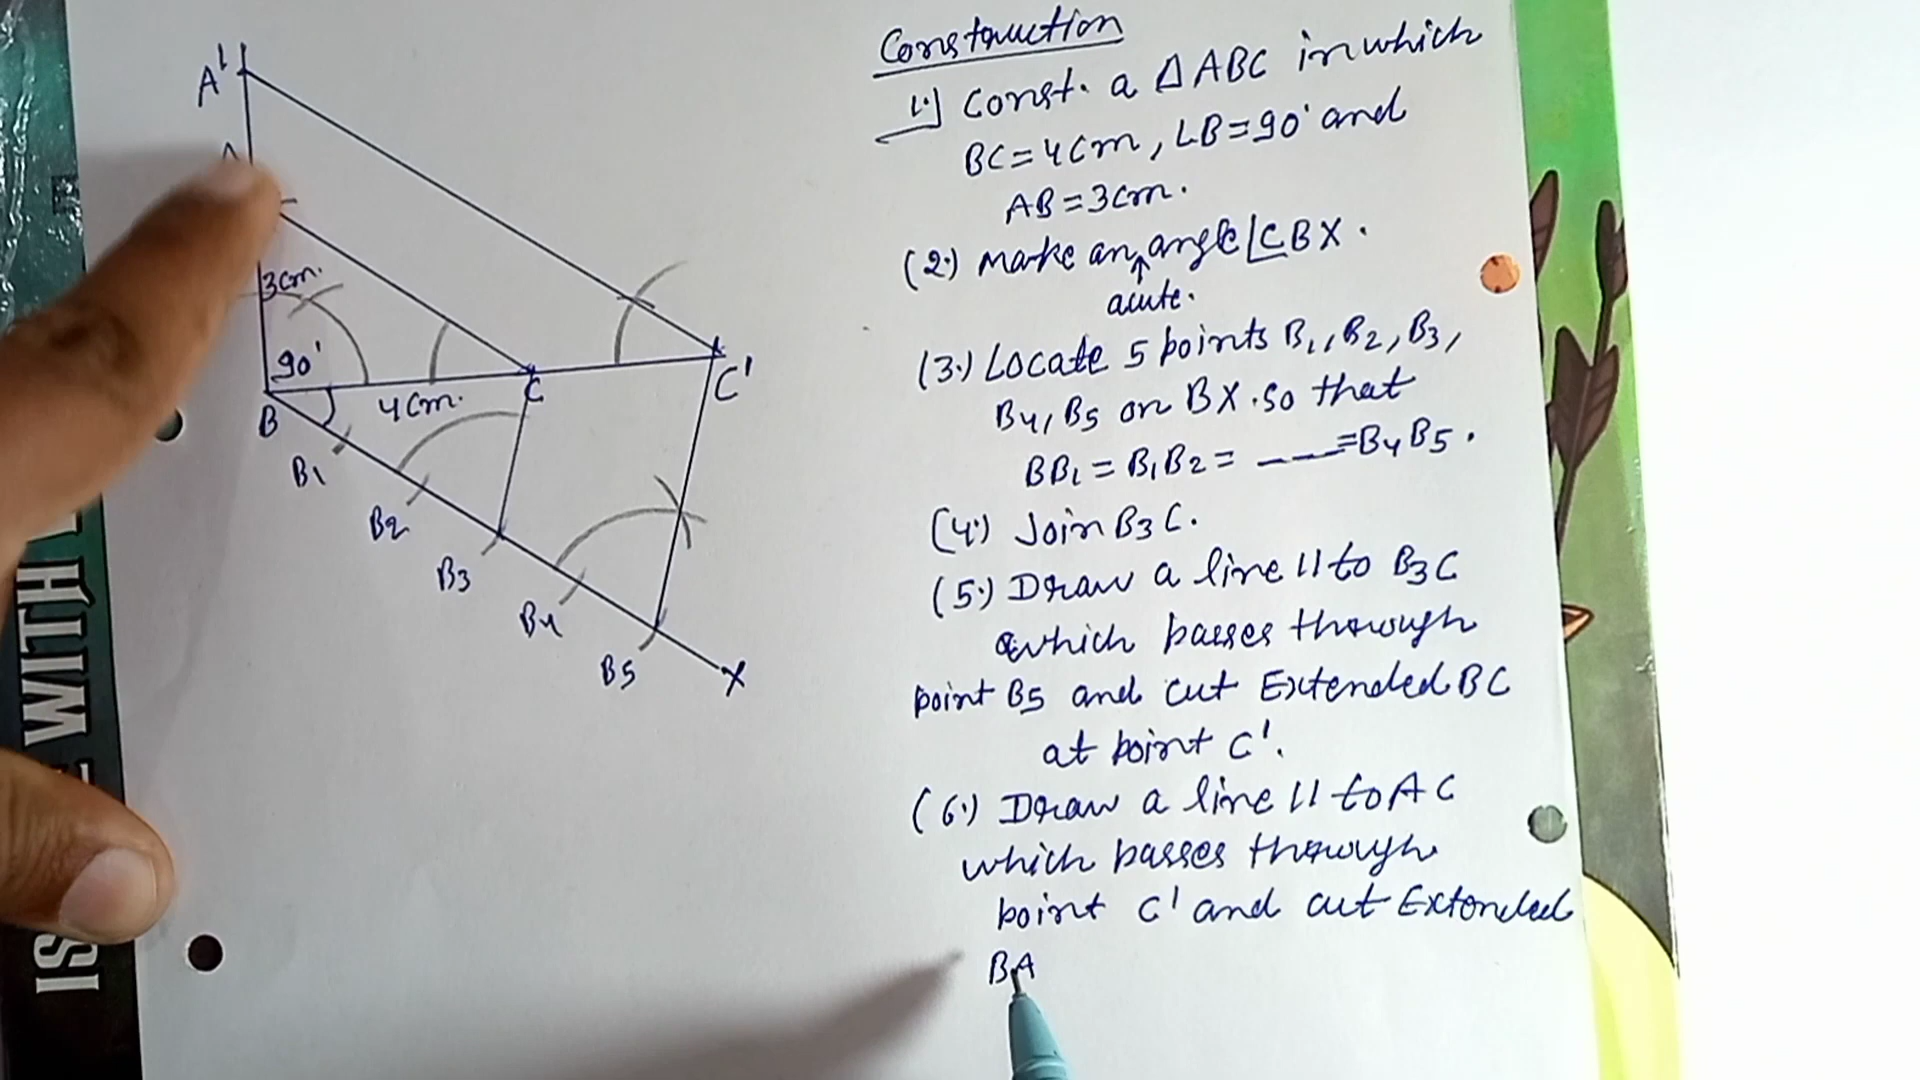 A'
A
3cm.
90°
B
4cm.
C
C'
B1
B2
B3
B4
B5
X
Construction
1.) Const. a △ABC in which
BC=4cm, ∠B=90° and
AB=3cm.
(2.) Make an angle ∠CBX.
acute.
(3.) Locate 5 points B1, B2, B3,
B4, B5 on BX. so that
BB1 = B1B2 = ---=B4B5.
(4.) Join B3C.
(5.) Draw a line || to B3C
which passes through
point B5 and cut Extended BC
at point C'.
(6.) Draw a line || to AC
which passes through
point C' and cut Extended
BA
WITH